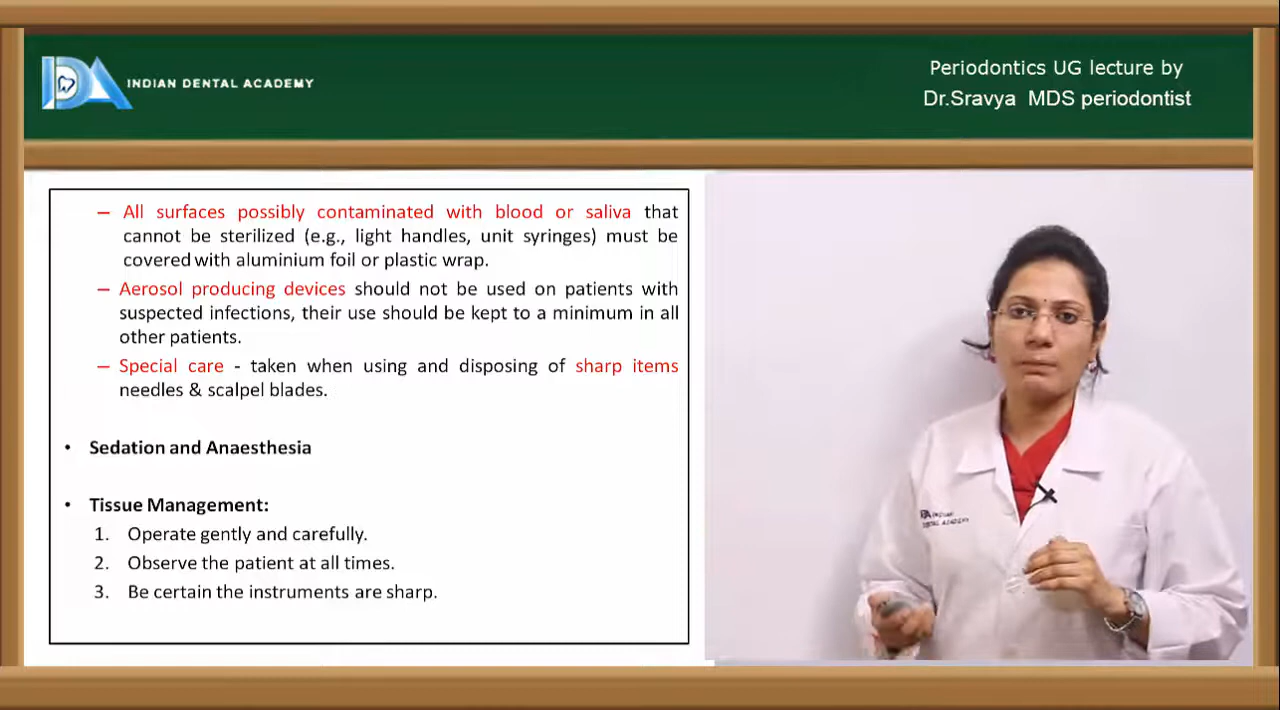 INDIAN DENTAL ACADEMY
Periodontics UG lecture by
Dr.Sravya MDS periodontist
– All surfaces possibly contaminated with blood or saliva that
cannot be sterilized (e.g., light handles, unit syringes) must be
covered with aluminium foil or plastic wrap.
– Aerosol producing devices should not be used on patients with
suspected infections, their use should be kept to a minimum in all
other patients.
– Special care - taken when using and disposing of sharp items
needles & scalpel blades.
• Sedation and Anaesthesia
• Tissue Management:
1. Operate gently and carefully.
2. Observe the patient at all times.
3. Be certain the instruments are sharp.
DENTAL ACADEMY